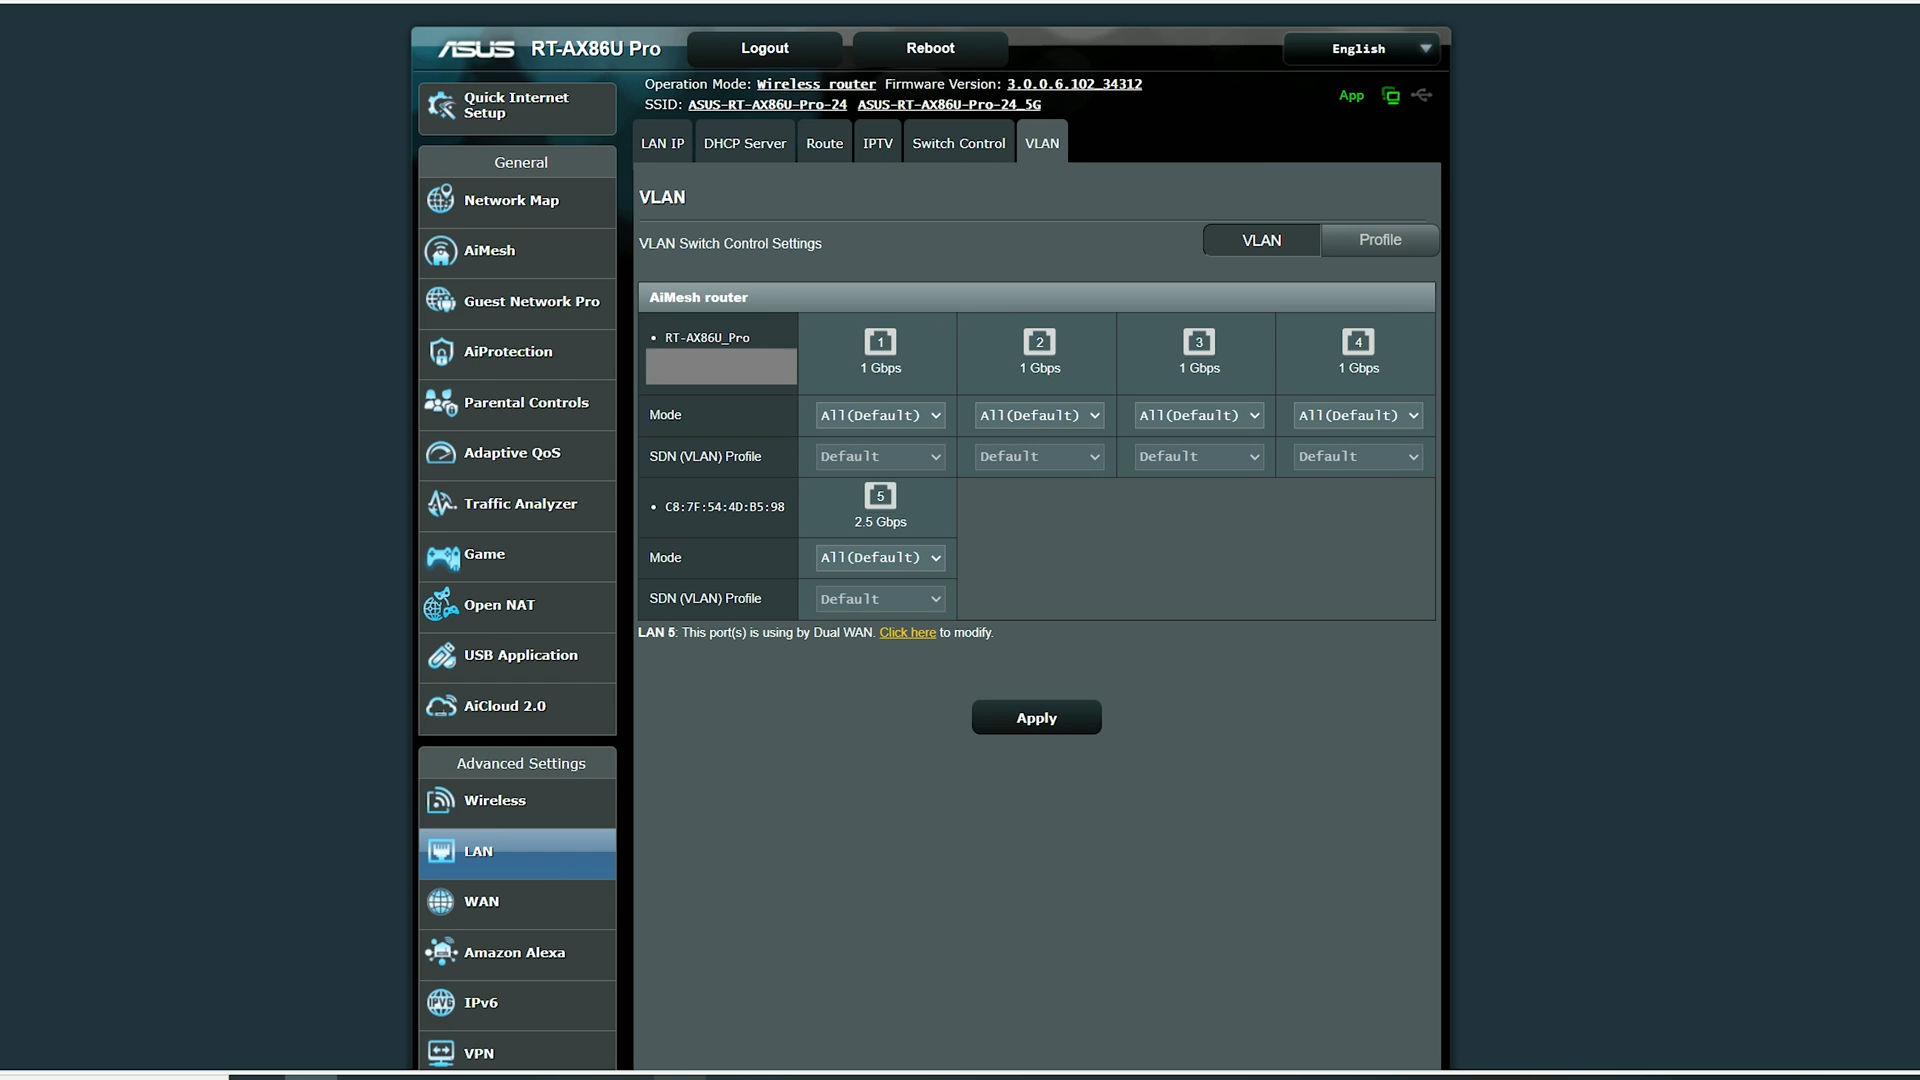 ASUS RT-AX86U Pro Logout Reboot English
Operation Mode: Wireless router Firmware Version: 3.0.0.6.102_34312
SSID: ASUS-RT-AX86U-Pro-24 ASUS-RT-AX86U-Pro-24_5G
App
Quick Internet
Setup
General
Network Map
AiMesh
Guest Network Pro
AiProtection
Parental Controls
Adaptive QoS
Traffic Analyzer
Game
Open NAT
USB Application
AiCloud 2.0
Advanced Settings
Wireless
LAN
WAN
Amazon Alexa
IPv6
IPV6
VPN
LAN IP DHCP Server Route IPTV Switch Control VLAN
VLAN
VLAN Switch Control Settings VLAN Profile
AiMesh router
• RT-AX86U_Pro 1 2 3 4
1 Gbps 1 Gbps 1 Gbps 1 Gbps
Mode All(Default) All(Default) All(Default) All(Default)
SDN (VLAN) Profile Default Default Default Default
• C8:7F:54:4D:B5:98 5
2.5 Gbps
Mode All(Default)
SDN (VLAN) Profile Default
LAN 5: This port(s) is using by Dual WAN. Click here to modify.
Apply